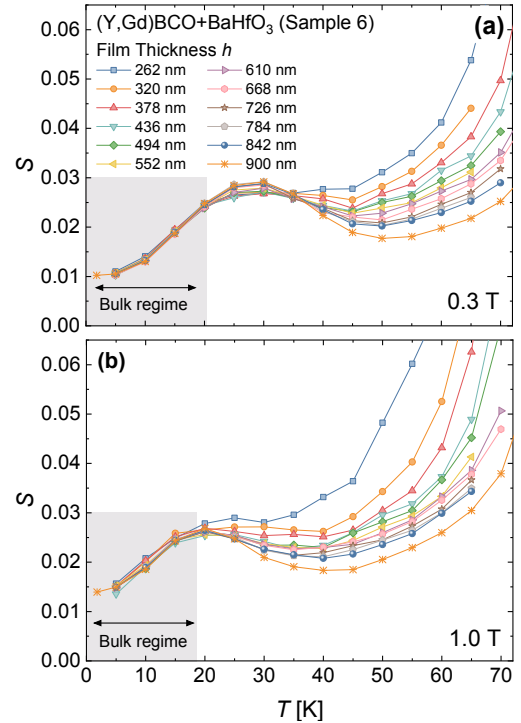 (Y,Gd)BCO+BaHfO₃ (Sample 6)
(a)
Film Thickness h
262 nm 610 nm
320 nm 668 nm
378 nm 726 nm
436 nm 784 nm
494 nm 842 nm
552 nm 900 nm
0.06
0.05
0.04
0.03
0.02
0.01
0.00
S
Bulk regime
0.3 T
(b)
0.06
0.05
0.04
0.03
0.02
0.01
0.00
S
Bulk regime
1.0 T
0 10 20 30 40 50 60 70
T [K]